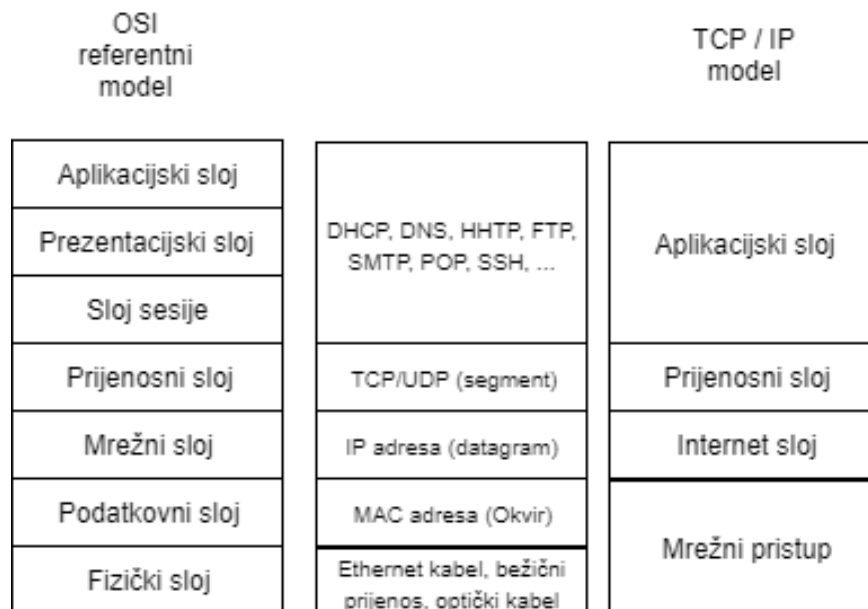 OSI
referentni
model
TCP / IP
model
Aplikacijski sloj
Prezentacijski sloj
Sloj sesije
Prijenosni sloj
Mrežni sloj
Podatkovni sloj
Fizički sloj
DHCP, DNS, HHTP, FTP,
SMTP, POP, SSH, ...
TCP/UDP (segment)
IP adresa (datagram)
MAC adresa (Okvir)
Ethernet kabel, bežični
prijenos, optički kabel
Aplikacijski sloj
Prijenosni sloj
Internet sloj
Mrežni pristup